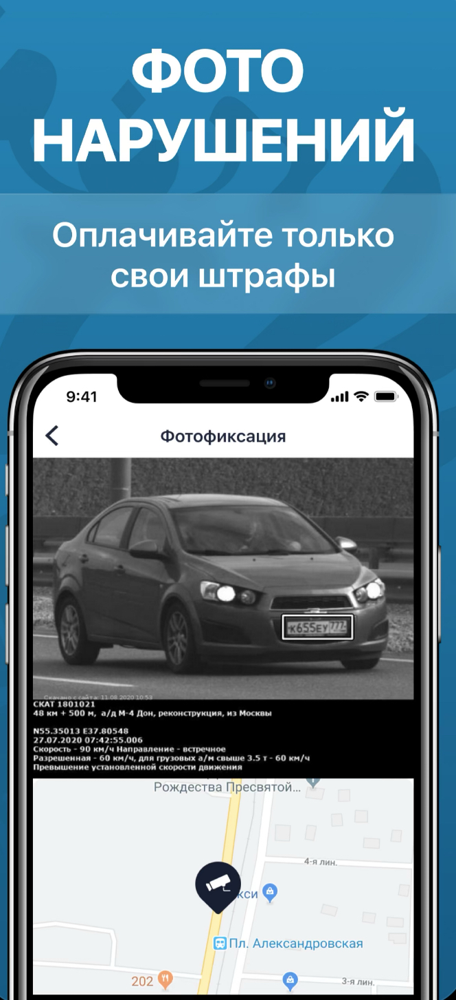 ФОТО
НАРУШЕНИЙ
Оплачивайте только
свои штрафы
9:41
Фотофиксация
К655ЕУ 777
Скачано с сайта: 11.08.2020 10:53
СКАТ 1801021
48 км + 500 м, а/д М-4 Дон, реконструкция, из Москвы
N55.35013 E37.80548
27.07.2020 07:42:55.006
Скорость - 90 км/ч Направление - встречное
Разрешенная - 60 км/ч, для грузовых а/м свыше 3.5 т - 60 км/ч
Превышение установленной скорости движения
Рождества Пресвятой...
4-я лин.
кси
Пл. Александровская
202
3-я лин.